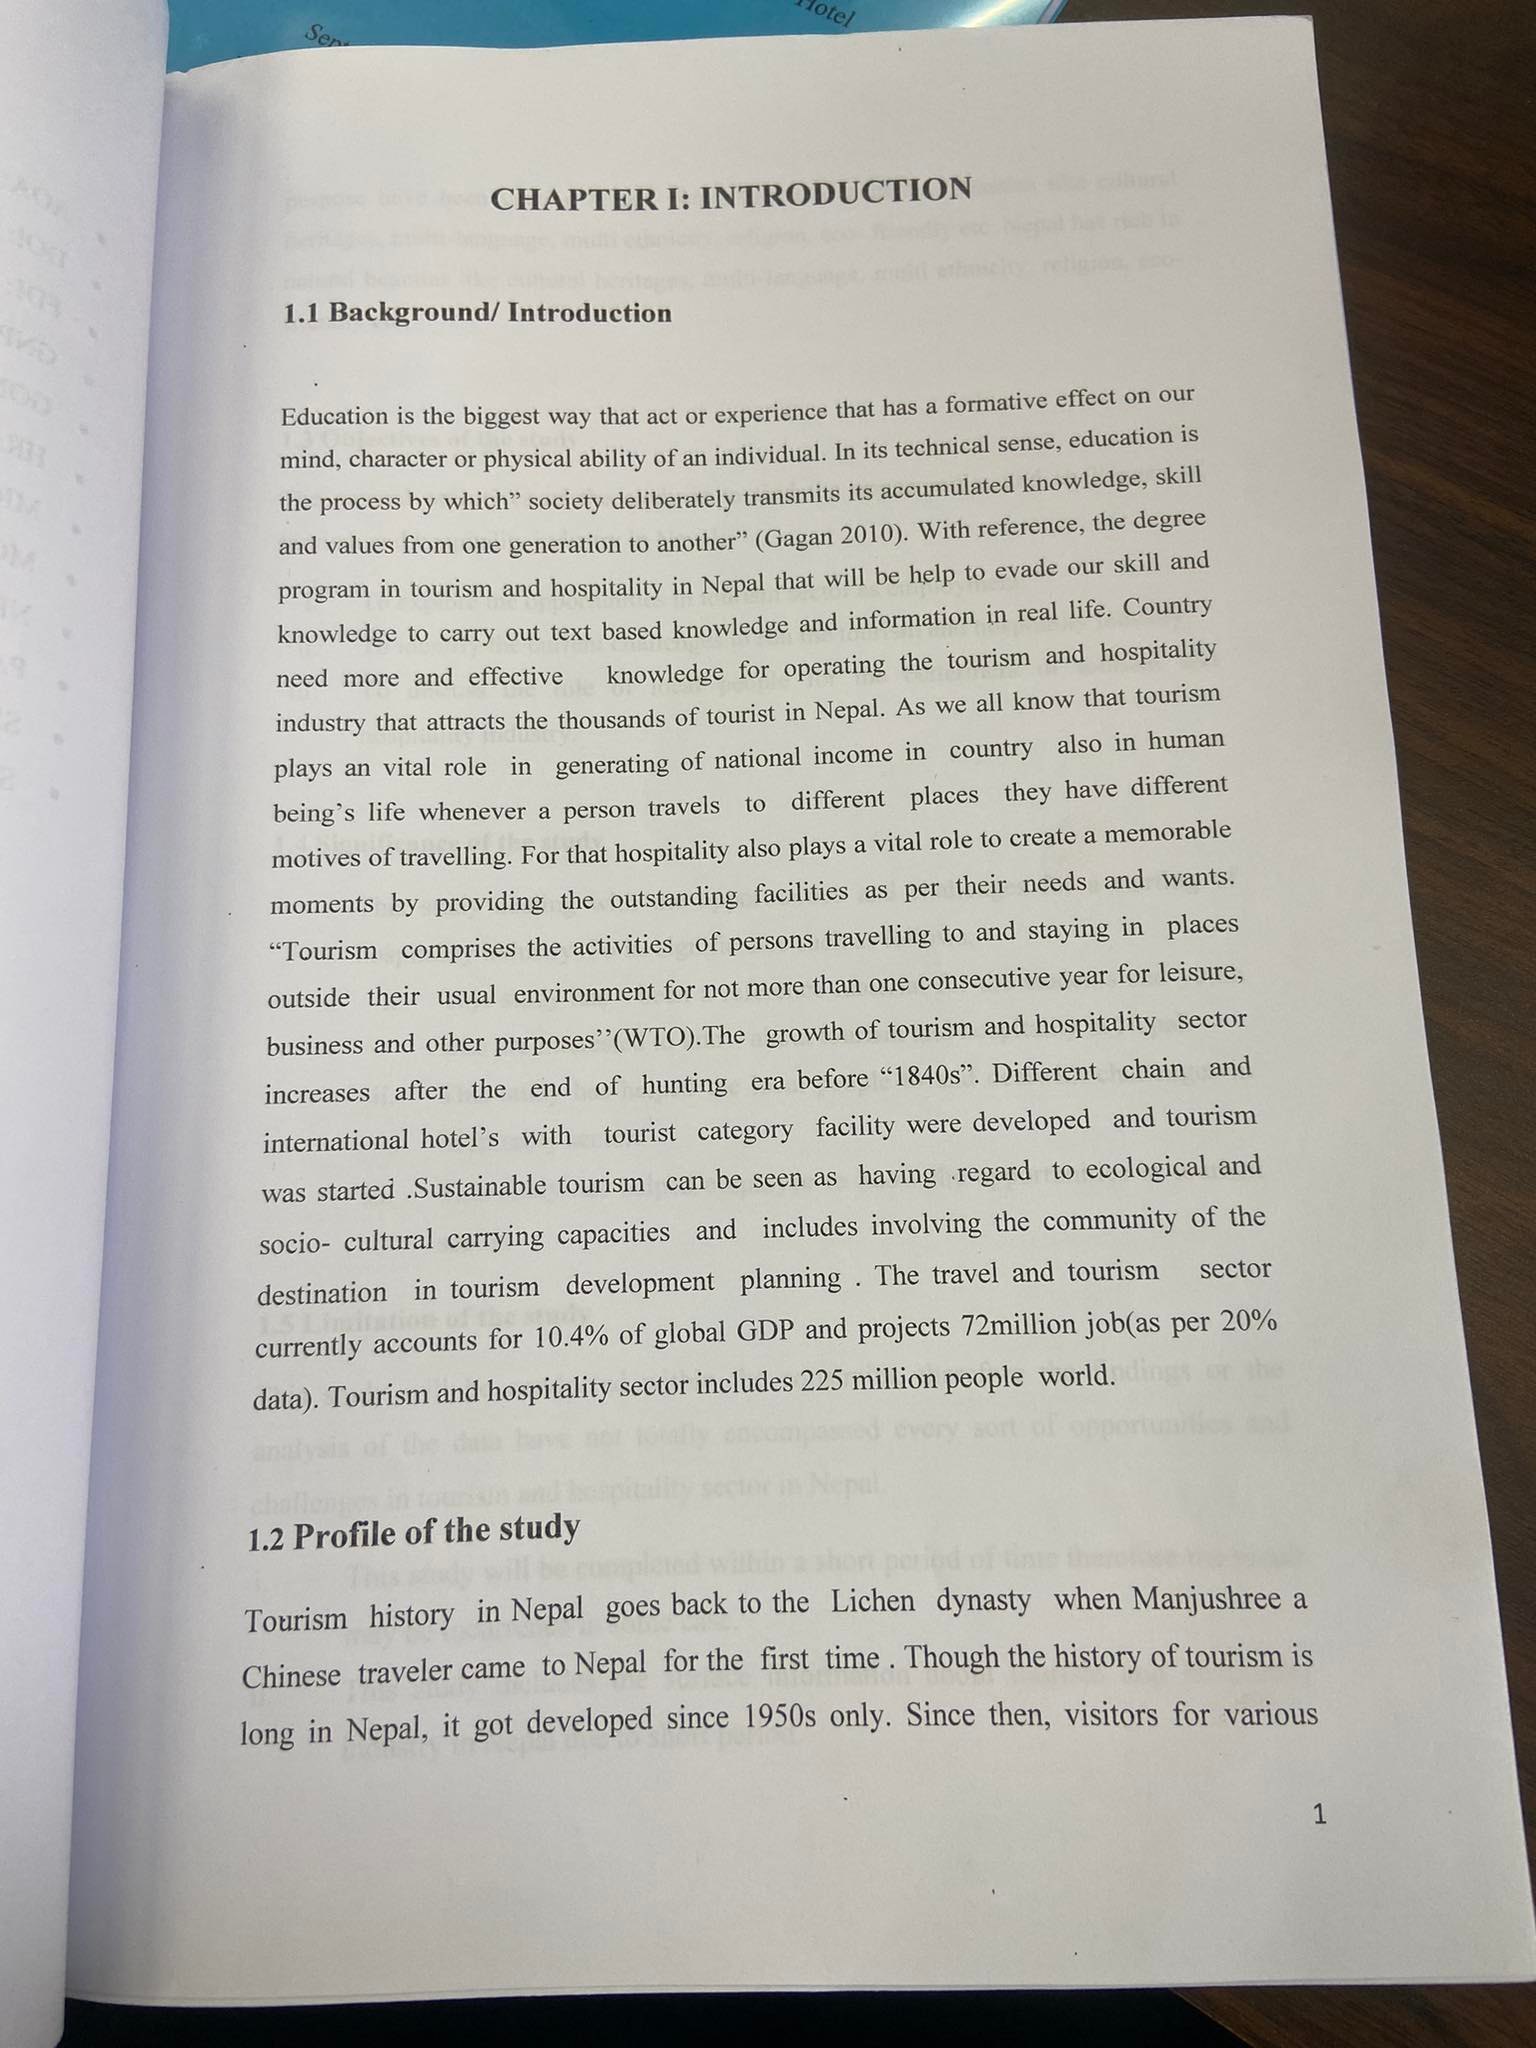 Hotel
CHAPTER I: INTRODUCTION
1.1 Background/ Introduction
Education is the biggest way that act or experience that has a formative effect on our
mind, character or physical ability of an individual. In its technical sense, education is
the process by which” society deliberately transmits its accumulated knowledge, skill
and values from one generation to another” (Gagan 2010). With reference, the degree
program in tourism and hospitality in Nepal that will be help to evade our skill and
knowledge to carry out text based knowledge and information in real life. Country
need more and effective knowledge for operating the tourism and hospitality
industry that attracts the thousands of tourist in Nepal. As we all know that tourism
plays an vital role in generating of national income in country also in human
being’s life whenever a person travels to different places they have different
motives of travelling. For that hospitality also plays a vital role to create a memorable
moments by providing the outstanding facilities as per their needs and wants.
“Tourism comprises the activities of persons travelling to and staying in places
outside their usual environment for not more than one consecutive year for leisure,
business and other purposes’’(WTO).The growth of tourism and hospitality sector
increases after the end of hunting era before “1840s”. Different chain and
international hotel’s with tourist category facility were developed and tourism
was started .Sustainable tourism can be seen as having regard to ecological and
socio- cultural carrying capacities and includes involving the community of the
destination in tourism development planning . The travel and tourism sector
currently accounts for 10.4% of global GDP and projects 72million job(as per 20%
data). Tourism and hospitality sector includes 225 million people world.
1.2 Profile of the study
Tourism history in Nepal goes back to the Lichen dynasty when Manjushree a
Chinese traveler came to Nepal for the first time . Though the history of tourism is
long in Nepal, it got developed since 1950s only. Since then, visitors for various
1